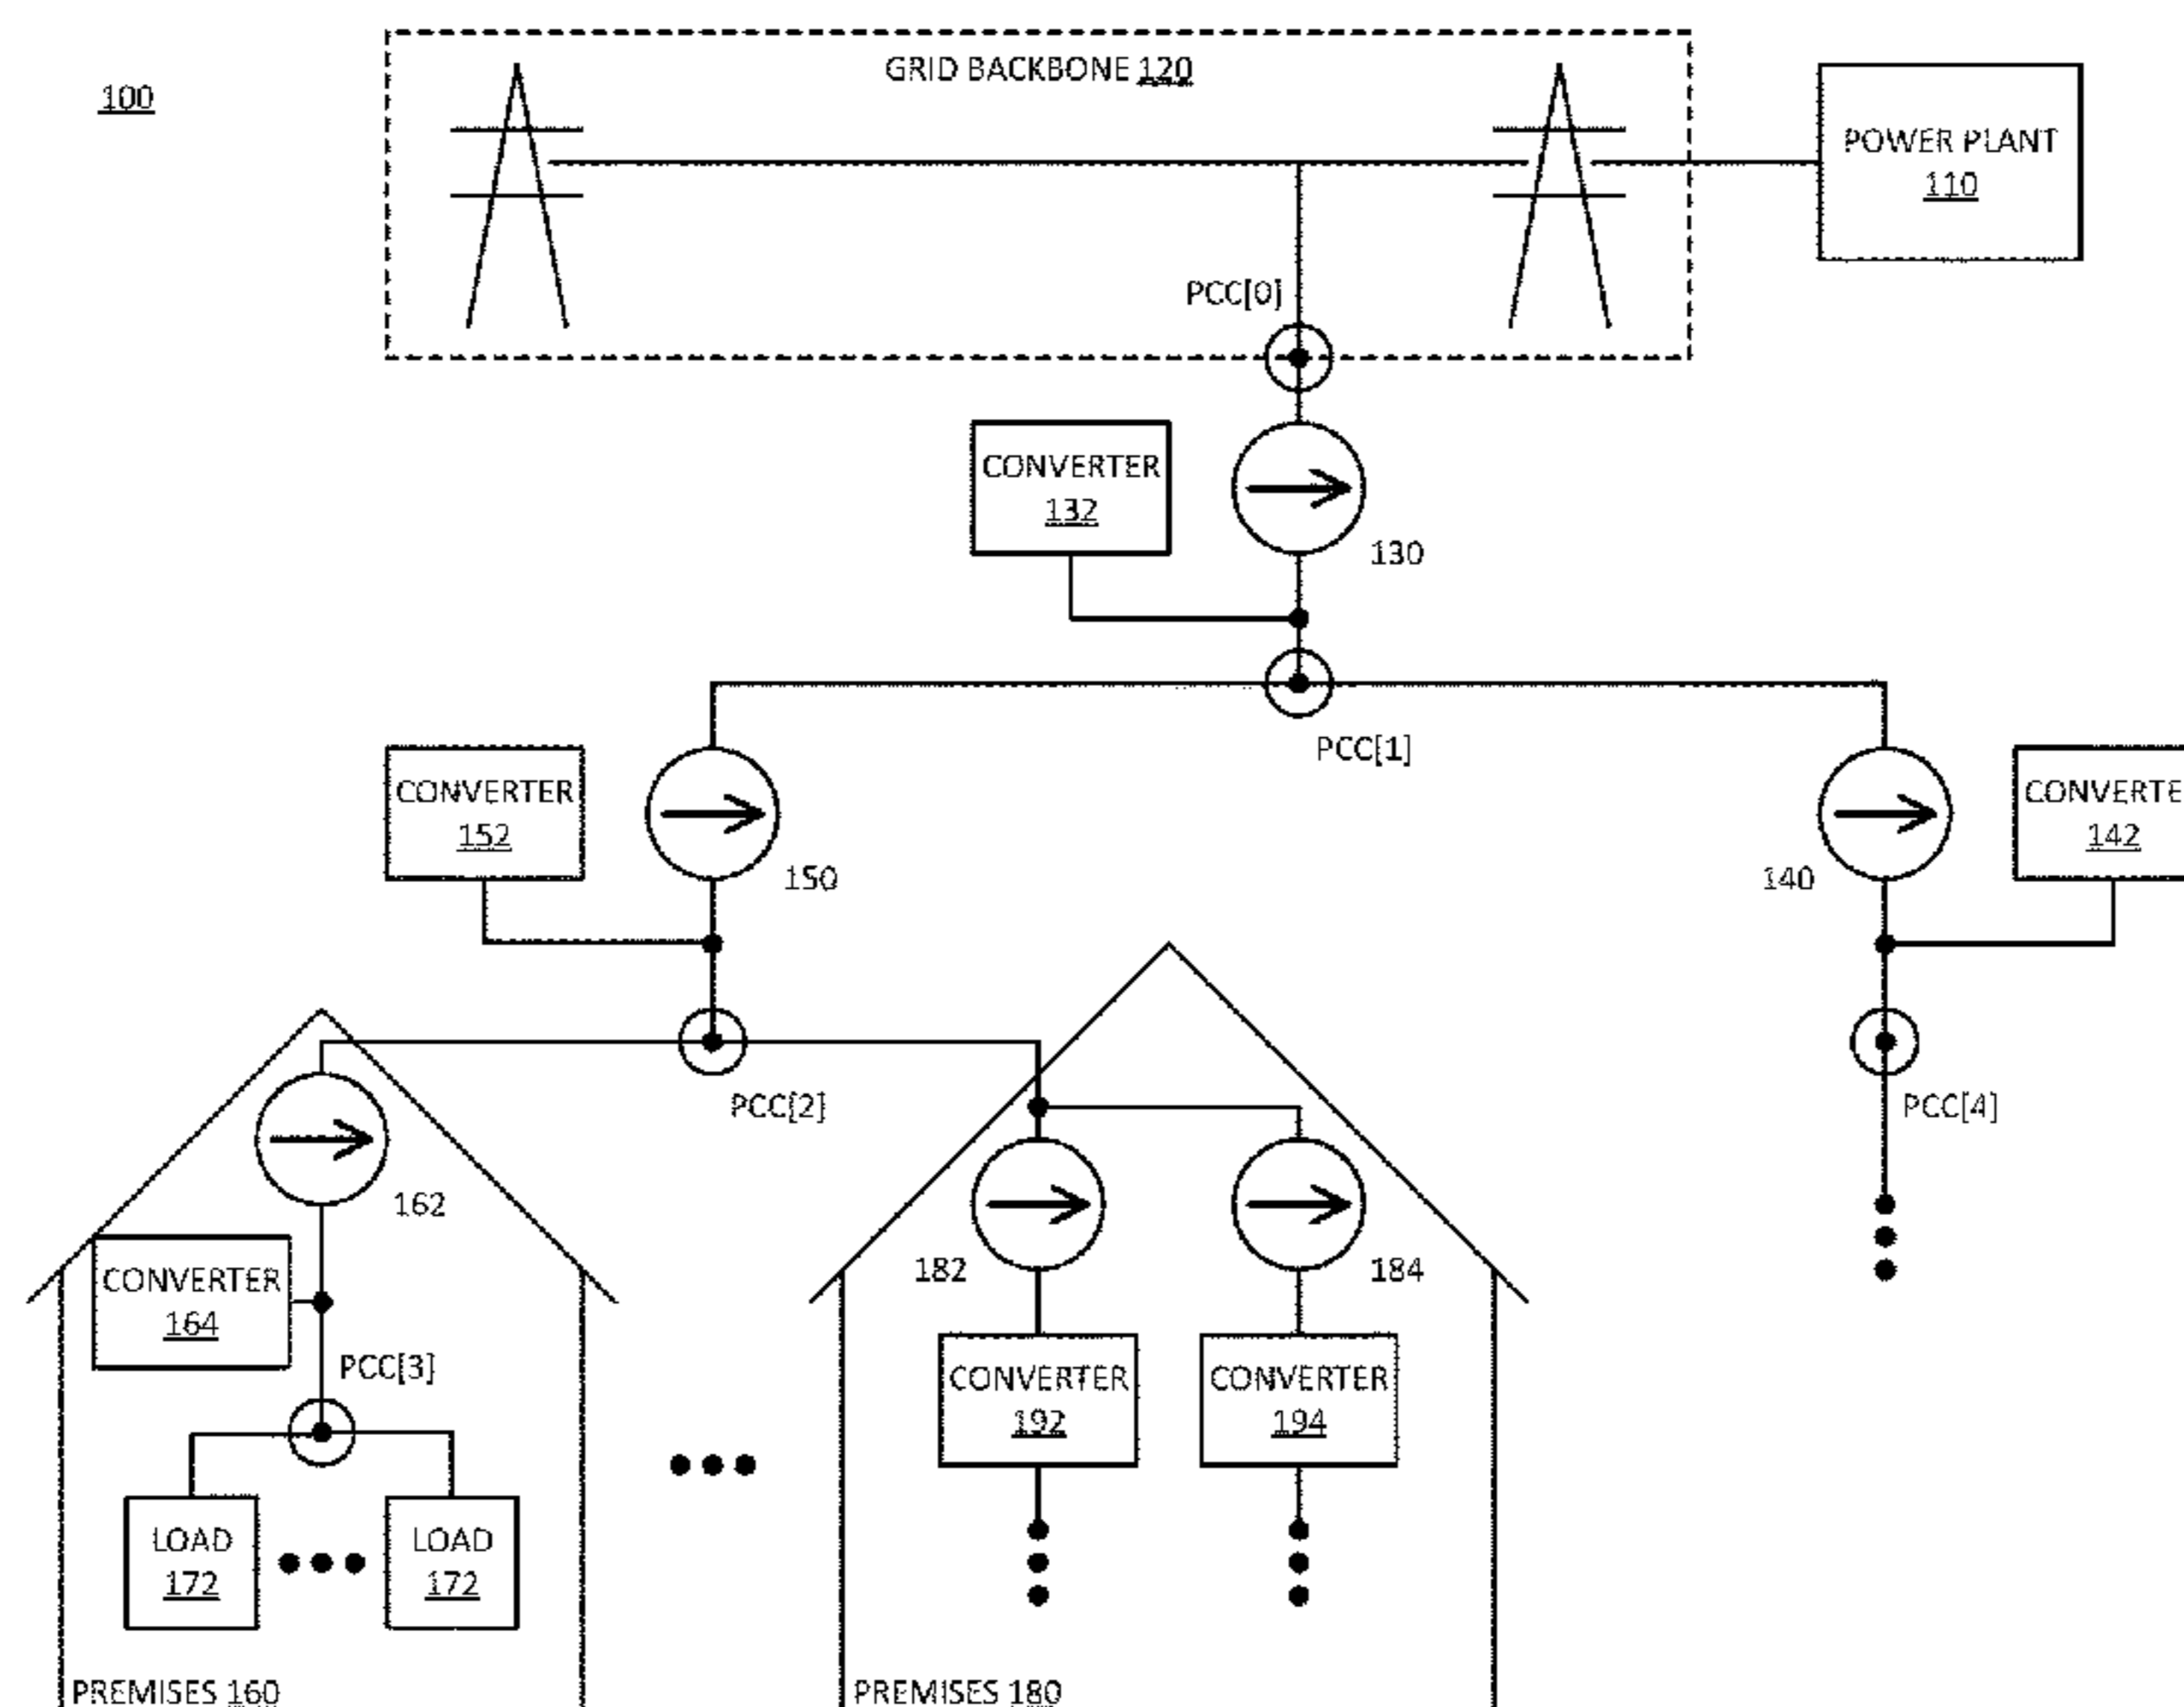 100
GRID BACKBONE 120
POWER PLANT
110
PCC[0]
CONVERTER
132
130
PCC[1]
CONVERTER
152
150
140
CONVERTE
142
PCC[2]
PCC[4]
162
CONVERTER
164
PCC[3]
182
184
CONVERTER
192
CONVERTER
194
LOAD
172
LOAD
172
PREMISES 160
PREMISES 180